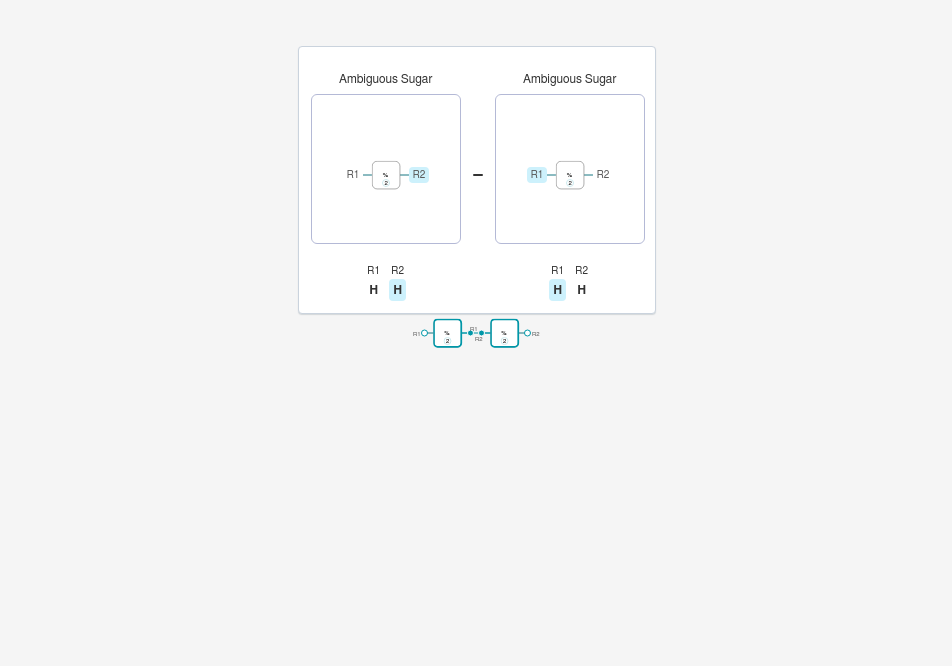 Ambiguous Sugar Ambiguous Sugar
R1 % 2 R2 – R1 % 2 R2
R1 R2 R1 R2
H H H H
R1 % 2 R1 R2 % 2 R2